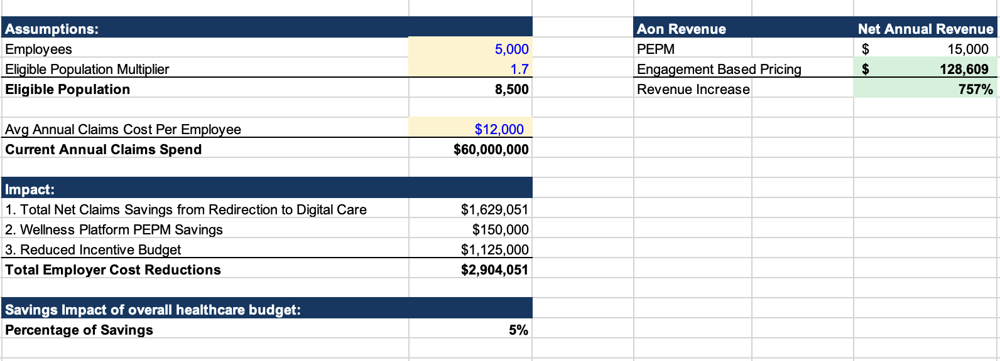 Assumptions:
Employees 5,000
Eligible Population Multiplier 1.7
Eligible Population 8,500
Avg Annual Claims Cost Per Employee $12,000
Current Annual Claims Spend $60,000,000
Impact:
1. Total Net Claims Savings from Redirection to Digital Care $1,629,051
2. Wellness Platform PEPM Savings $150,000
3. Reduced Incentive Budget $1,125,000
Total Employer Cost Reductions $2,904,051
Savings Impact of overall healthcare budget:
Percentage of Savings 5%
Aon Revenue Net Annual Revenue
PEPM $ 15,000
Engagement Based Pricing $ 128,609
Revenue Increase 757%